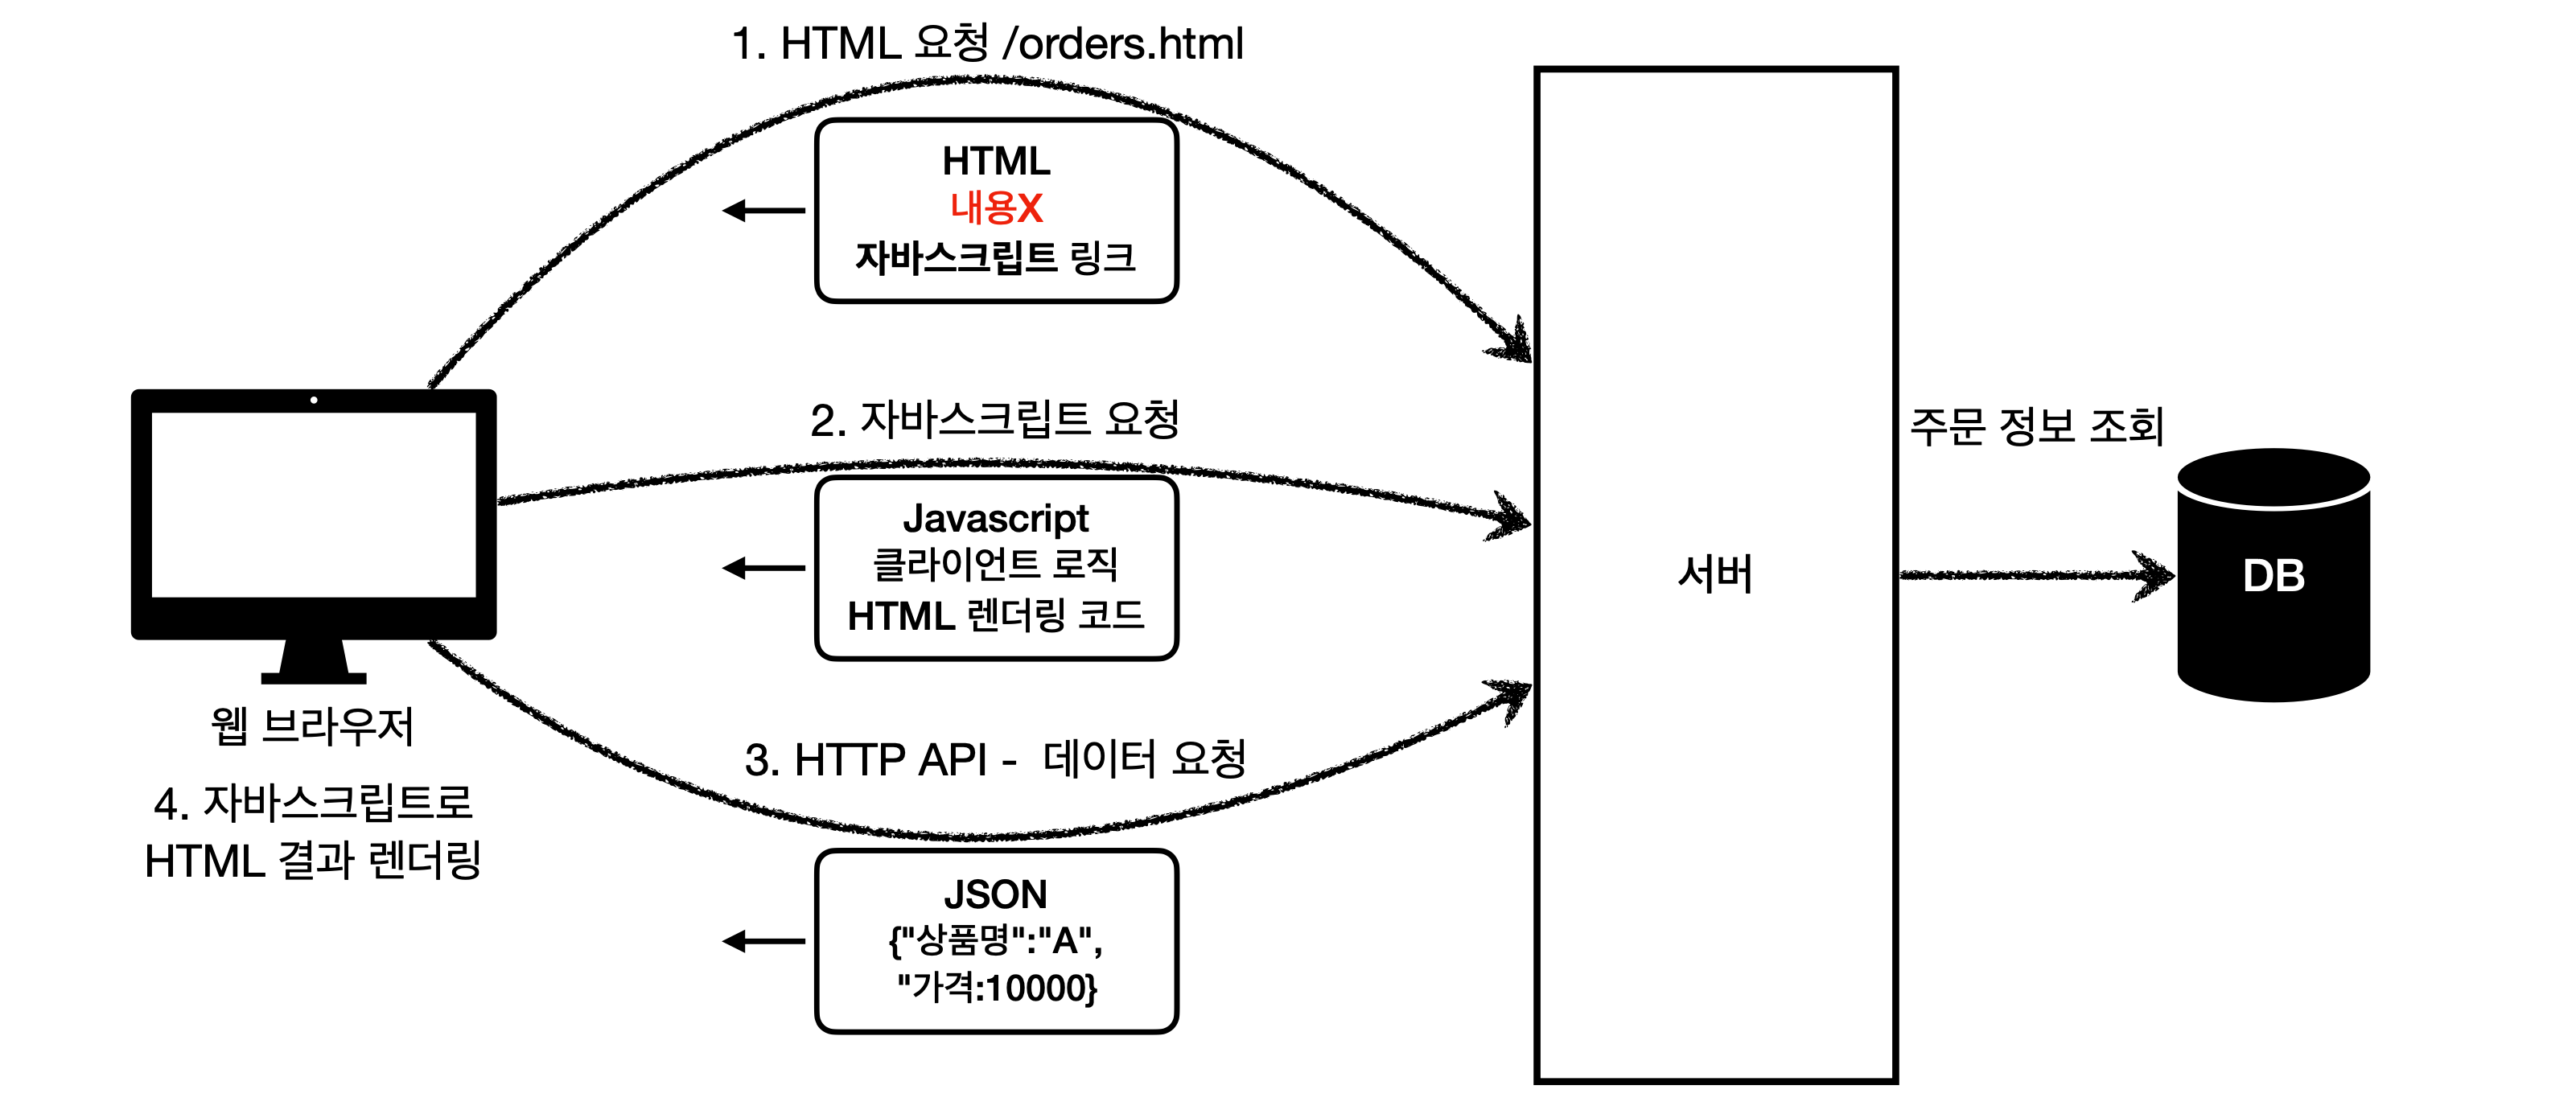 1. HTML 요청 /orders.html
HTML
내용X
자바스크립트 링크
2. 자바스크립트 요청
Javascript
클라이언트 로직
HTML 렌더링 코드
3. HTTP API - 데이터 요청
JSON
{"상품명":"A",
"가격:10000}
웹 브라우저
4. 자바스크립트로
HTML 결과 렌더링
서버
주문 정보 조회
DB